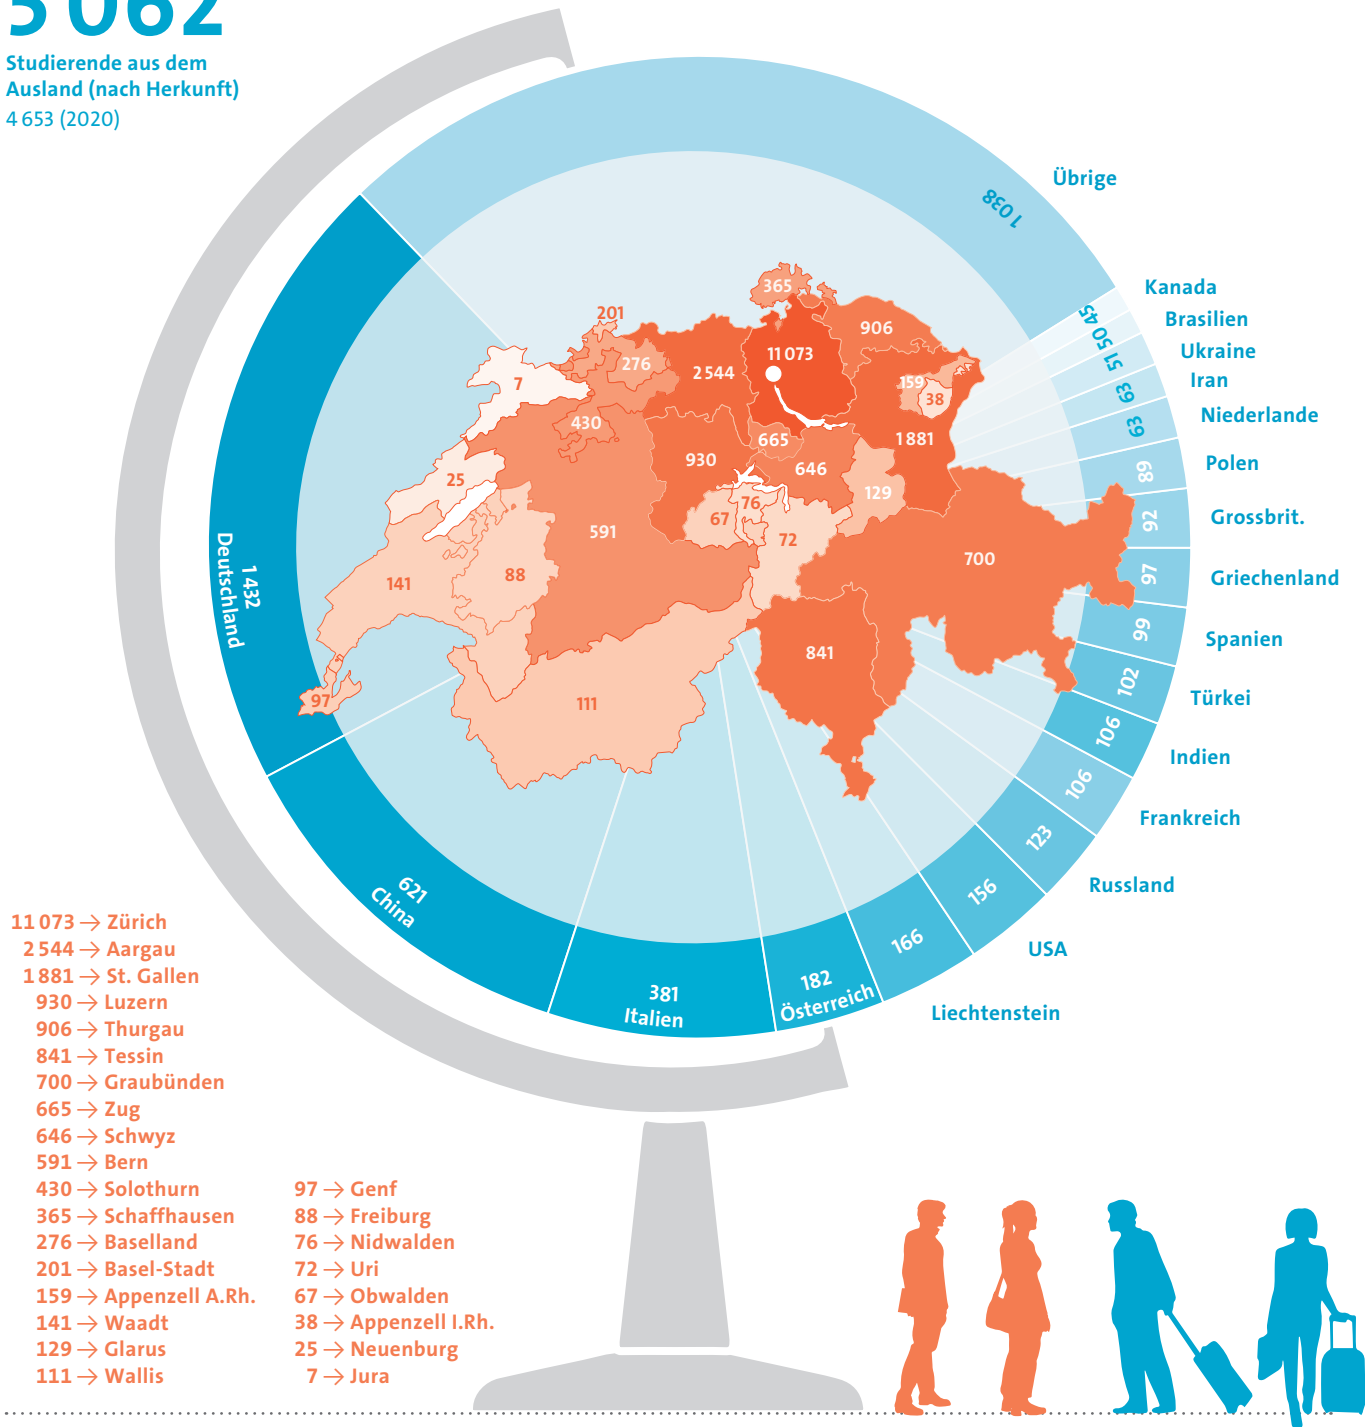 5 062
Studierende aus dem
Ausland (nach Herkunft)
4 653 (2020)
Übrige
1 038
Kanada
45
Brasilien
50
Ukraine
51
Iran
63
Niederlande
63
Polen
89
Grossbrit.
92
Griechenland
97
Spanien
99
Türkei
102
Indien
106
Frankreich
106
Russland
123
USA
156
Liechtenstein
166
182
Österreich
381
Italien
621
China
1 432
Deutschland
365
201
906
11 073
276
2 544
7
159
38
430
665
1 881
930
646
25
129
76
67
591
72
700
88
141
841
97
111
11 073 → Zürich
2 544 → Aargau
1 881 → St. Gallen
930 → Luzern
906 → Thurgau
841 → Tessin
700 → Graubünden
665 → Zug
646 → Schwyz
591 → Bern
430 → Solothurn
365 → Schaffhausen
276 → Baselland
201 → Basel-Stadt
159 → Appenzell A.Rh.
141 → Waadt
129 → Glarus
111 → Wallis
97 → Genf
88 → Freiburg
76 → Nidwalden
72 → Uri
67 → Obwalden
38 → Appenzell I.Rh.
25 → Neuenburg
7 → Jura